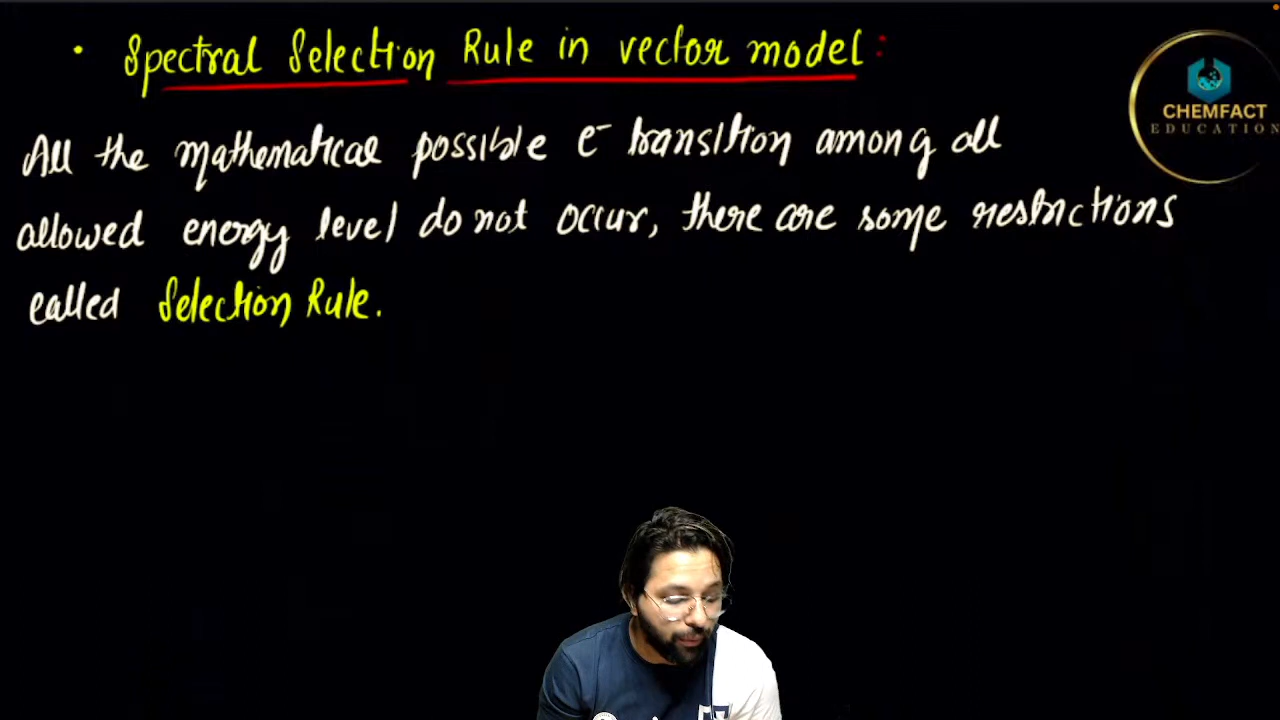 • Spectral Selection Rule in vector model :
CHEMFACT
EDUCATION
All the mathematical possible e⁻ transition among all
allowed energy level do not occur, there are some restrictions
called Selection Rule.